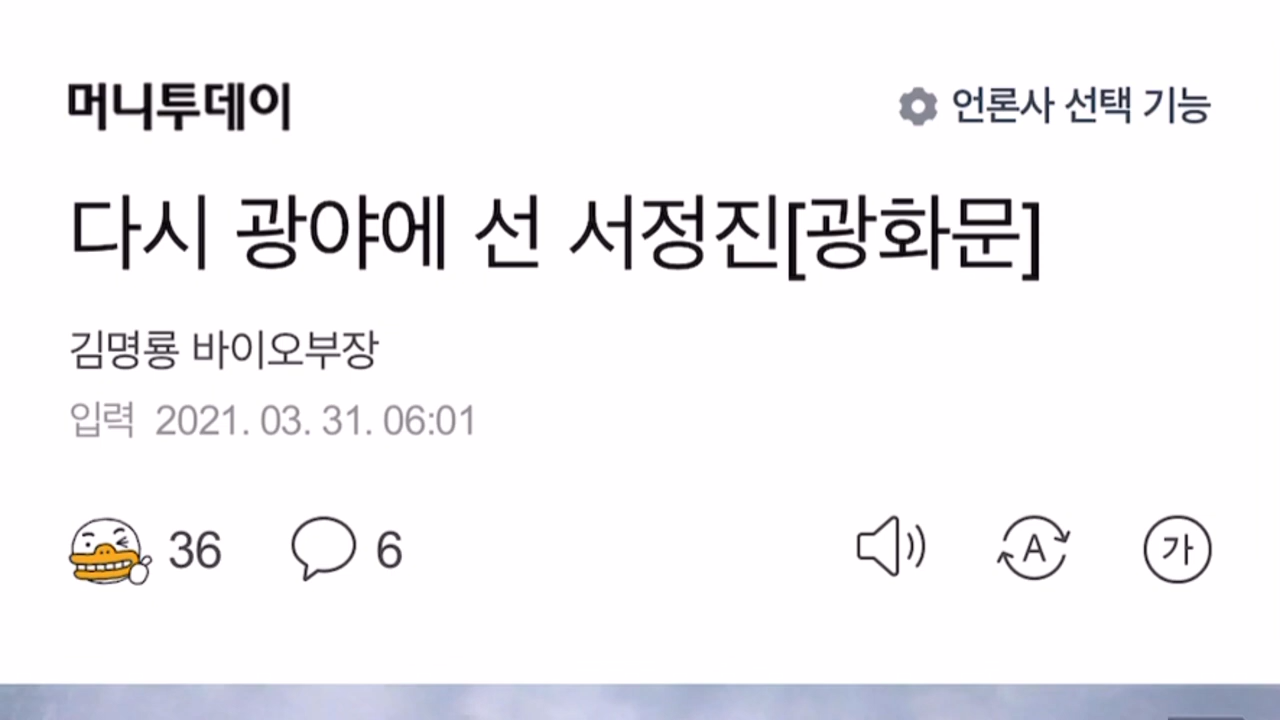 머니투데이
언론사 선택 기능
다시 광야에 선 서정진[광화문]
김명룡 바이오부장
입력 2021. 03. 31. 06:01
36 6 A 가